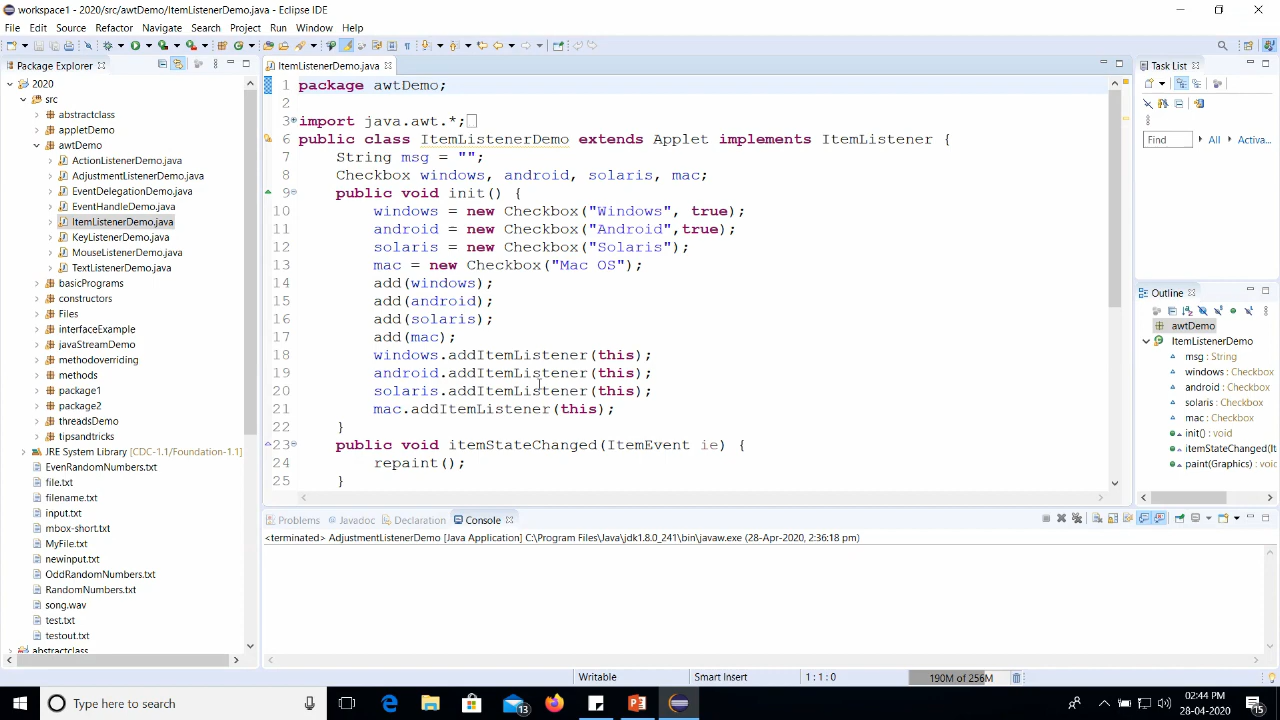 workspace1 - 2020/src/awtDemo/ItemListenerDemo.java - Eclipse IDE
File Edit Source Refactor Navigate Search Project Run Window Help
Package Explorer
2020
src
abstractclass
appletDemo
awtDemo
ActionListenerDemo.java
AdjustmentListenerDemo.java
EventDelegationDemo.java
EventHandleDemo.java
ItemListenerDemo.java
KeyListenerDemo.java
MouseListenerDemo.java
TextListenerDemo.java
basicPrograms
constructors
Files
interfaceExample
javaStreamDemo
methodoverriding
methods
package1
package2
threadsDemo
tipsandtricks
JRE System Library [CDC-1.1/Foundation-1.1]
EvenRandomNumbers.txt
file.txt
filename.txt
input.txt
mbox-short.txt
MyFile.txt
newinput.txt
OddRandomNumbers.txt
RandomNumbers.txt
song.wav
test.txt
testout.txt
abstractclass
ItemListenerDemo.java
1 package awtDemo;
2
3 import java.awt.*;
6 public class ItemListenerDemo extends Applet implements ItemListener {
7 String msg = "";
8 Checkbox windows, android, solaris, mac;
9 public void init() {
10 windows = new Checkbox("Windows", true);
11 android = new Checkbox("Android",true);
12 solaris = new Checkbox("Solaris");
13 mac = new Checkbox("Mac OS");
14 add(windows);
15 add(android);
16 add(solaris);
17 add(mac);
18 windows.addItemListener(this);
19 android.addItemListener(this);
20 solaris.addItemListener(this);
21 mac.addItemListener(this);
22 }
23 public void itemStateChanged(ItemEvent ie) {
24 repaint();
25 }
Task List
Find All Activa...
Outline
awtDemo
ItemListenerDemo
msg : String
windows : Checkbox
android : Checkbox
solaris : Checkbox
mac : Checkbox
init() : void
itemStateChanged(It
paint(Graphics) : void
Problems Javadoc Declaration Console
<terminated> AdjustmentListenerDemo [Java Application] C:\Program Files\Java\jdk1.8.0_241\bin\javaw.exe (28-Apr-2020, 2:36:18 pm)
Writable Smart Insert 1 : 1 : 0 190M of 256M
Type here to search
13
02:44 PM
28-04-2020
15